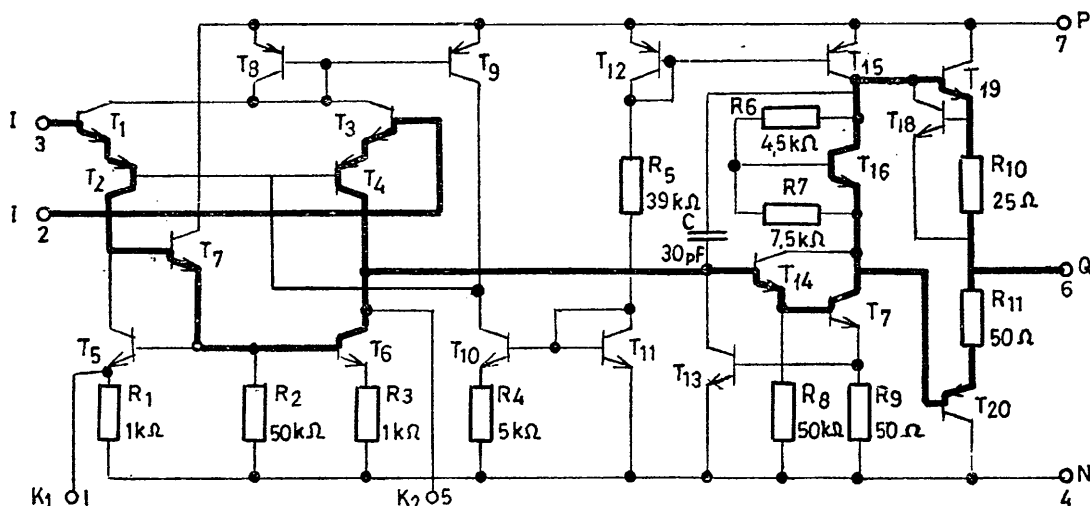 P
7
T8
T9
T12
T15
T19
R6
4,5kΩ
T18
I
3
T1
T3
T2
T4
R5
39kΩ
T16
R10
25Ω
R7
7,5kΩ
I
2
C
30pF
T7
T14
Q
6
R11
50Ω
T7
T5
T6
T10
T11
T13
T20
R1
1kΩ
R2
50kΩ
R3
1kΩ
R4
5kΩ
R8
50kΩ
R9
50Ω
N
4
K1 1
K2 5